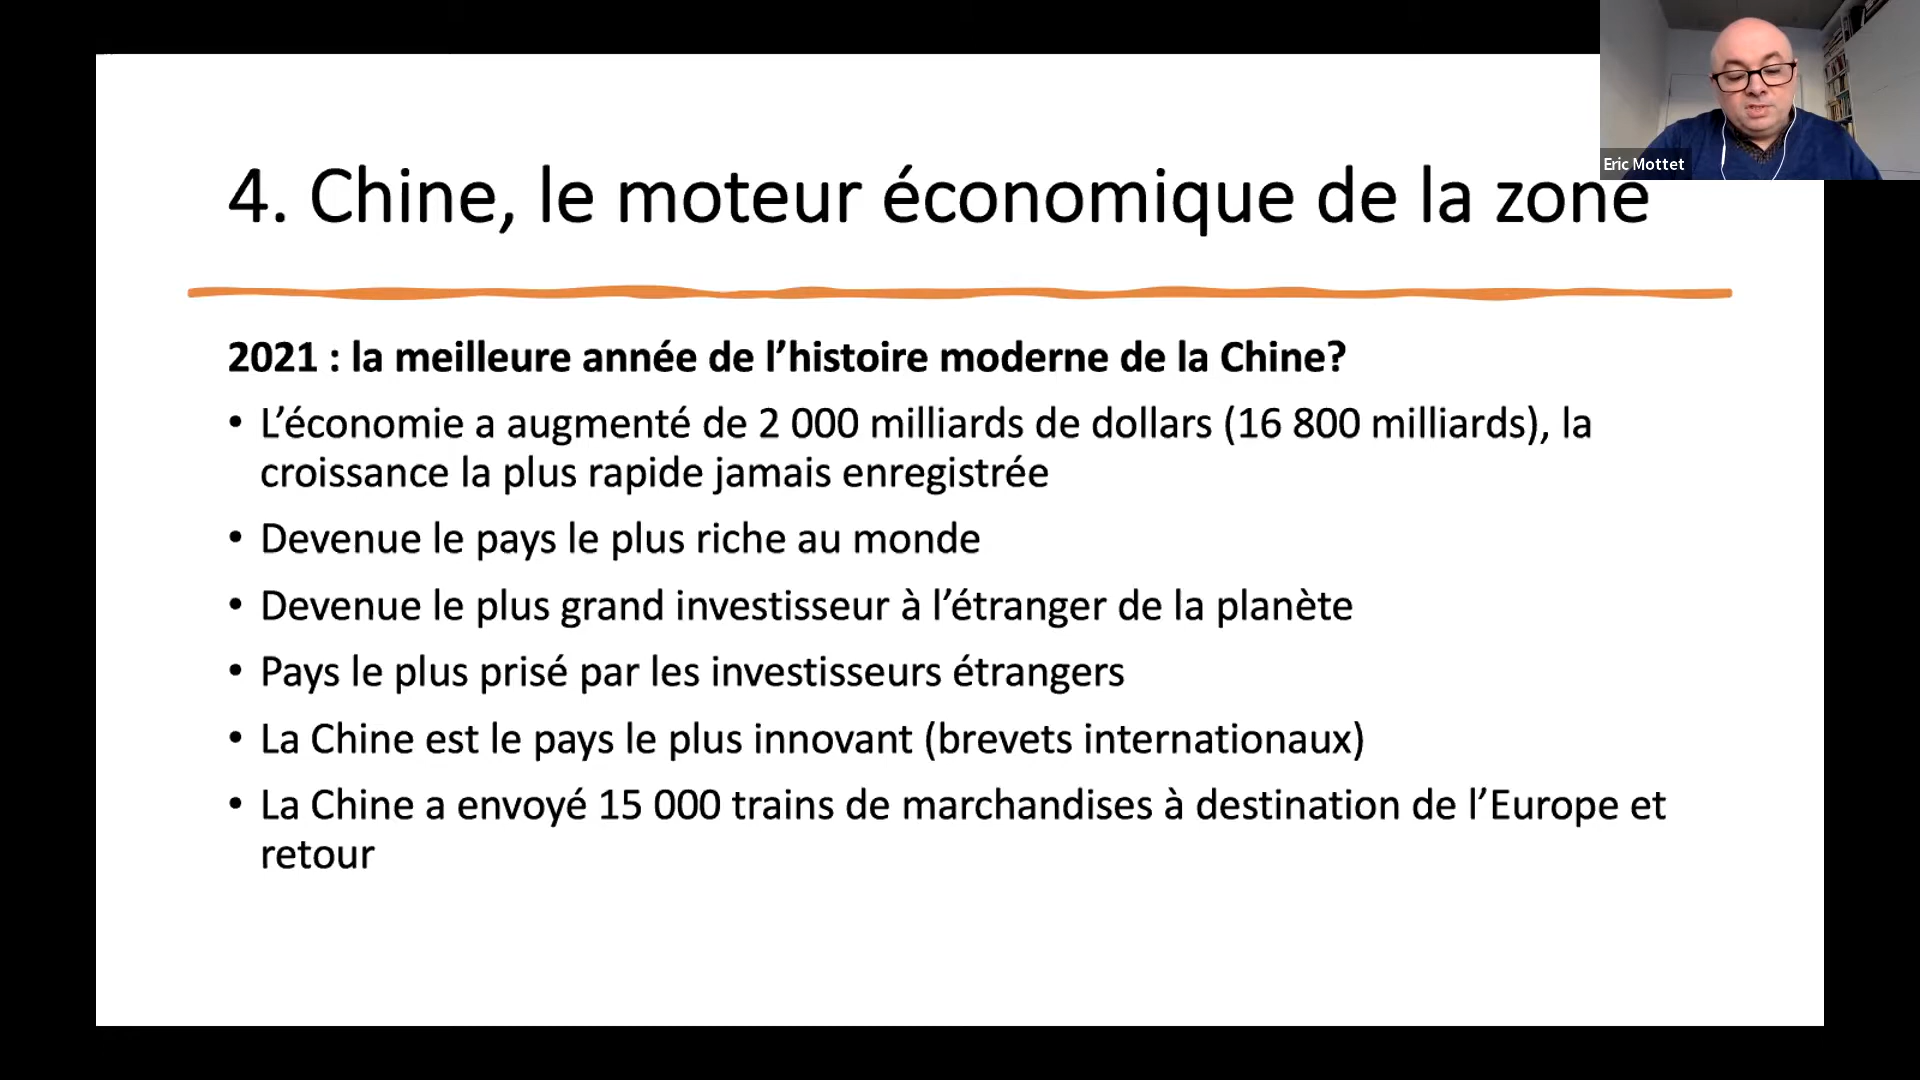 Eric Mottet
4. Chine, le moteur économique de la zone
2021 : la meilleure année de l’histoire moderne de la Chine?
• L’économie a augmenté de 2 000 milliards de dollars (16 800 milliards), la
croissance la plus rapide jamais enregistrée
• Devenue le pays le plus riche au monde
• Devenue le plus grand investisseur à l’étranger de la planète
• Pays le plus prisé par les investisseurs étrangers
• La Chine est le pays le plus innovant (brevets internationaux)
• La Chine a envoyé 15 000 trains de marchandises à destination de l’Europe et
retour